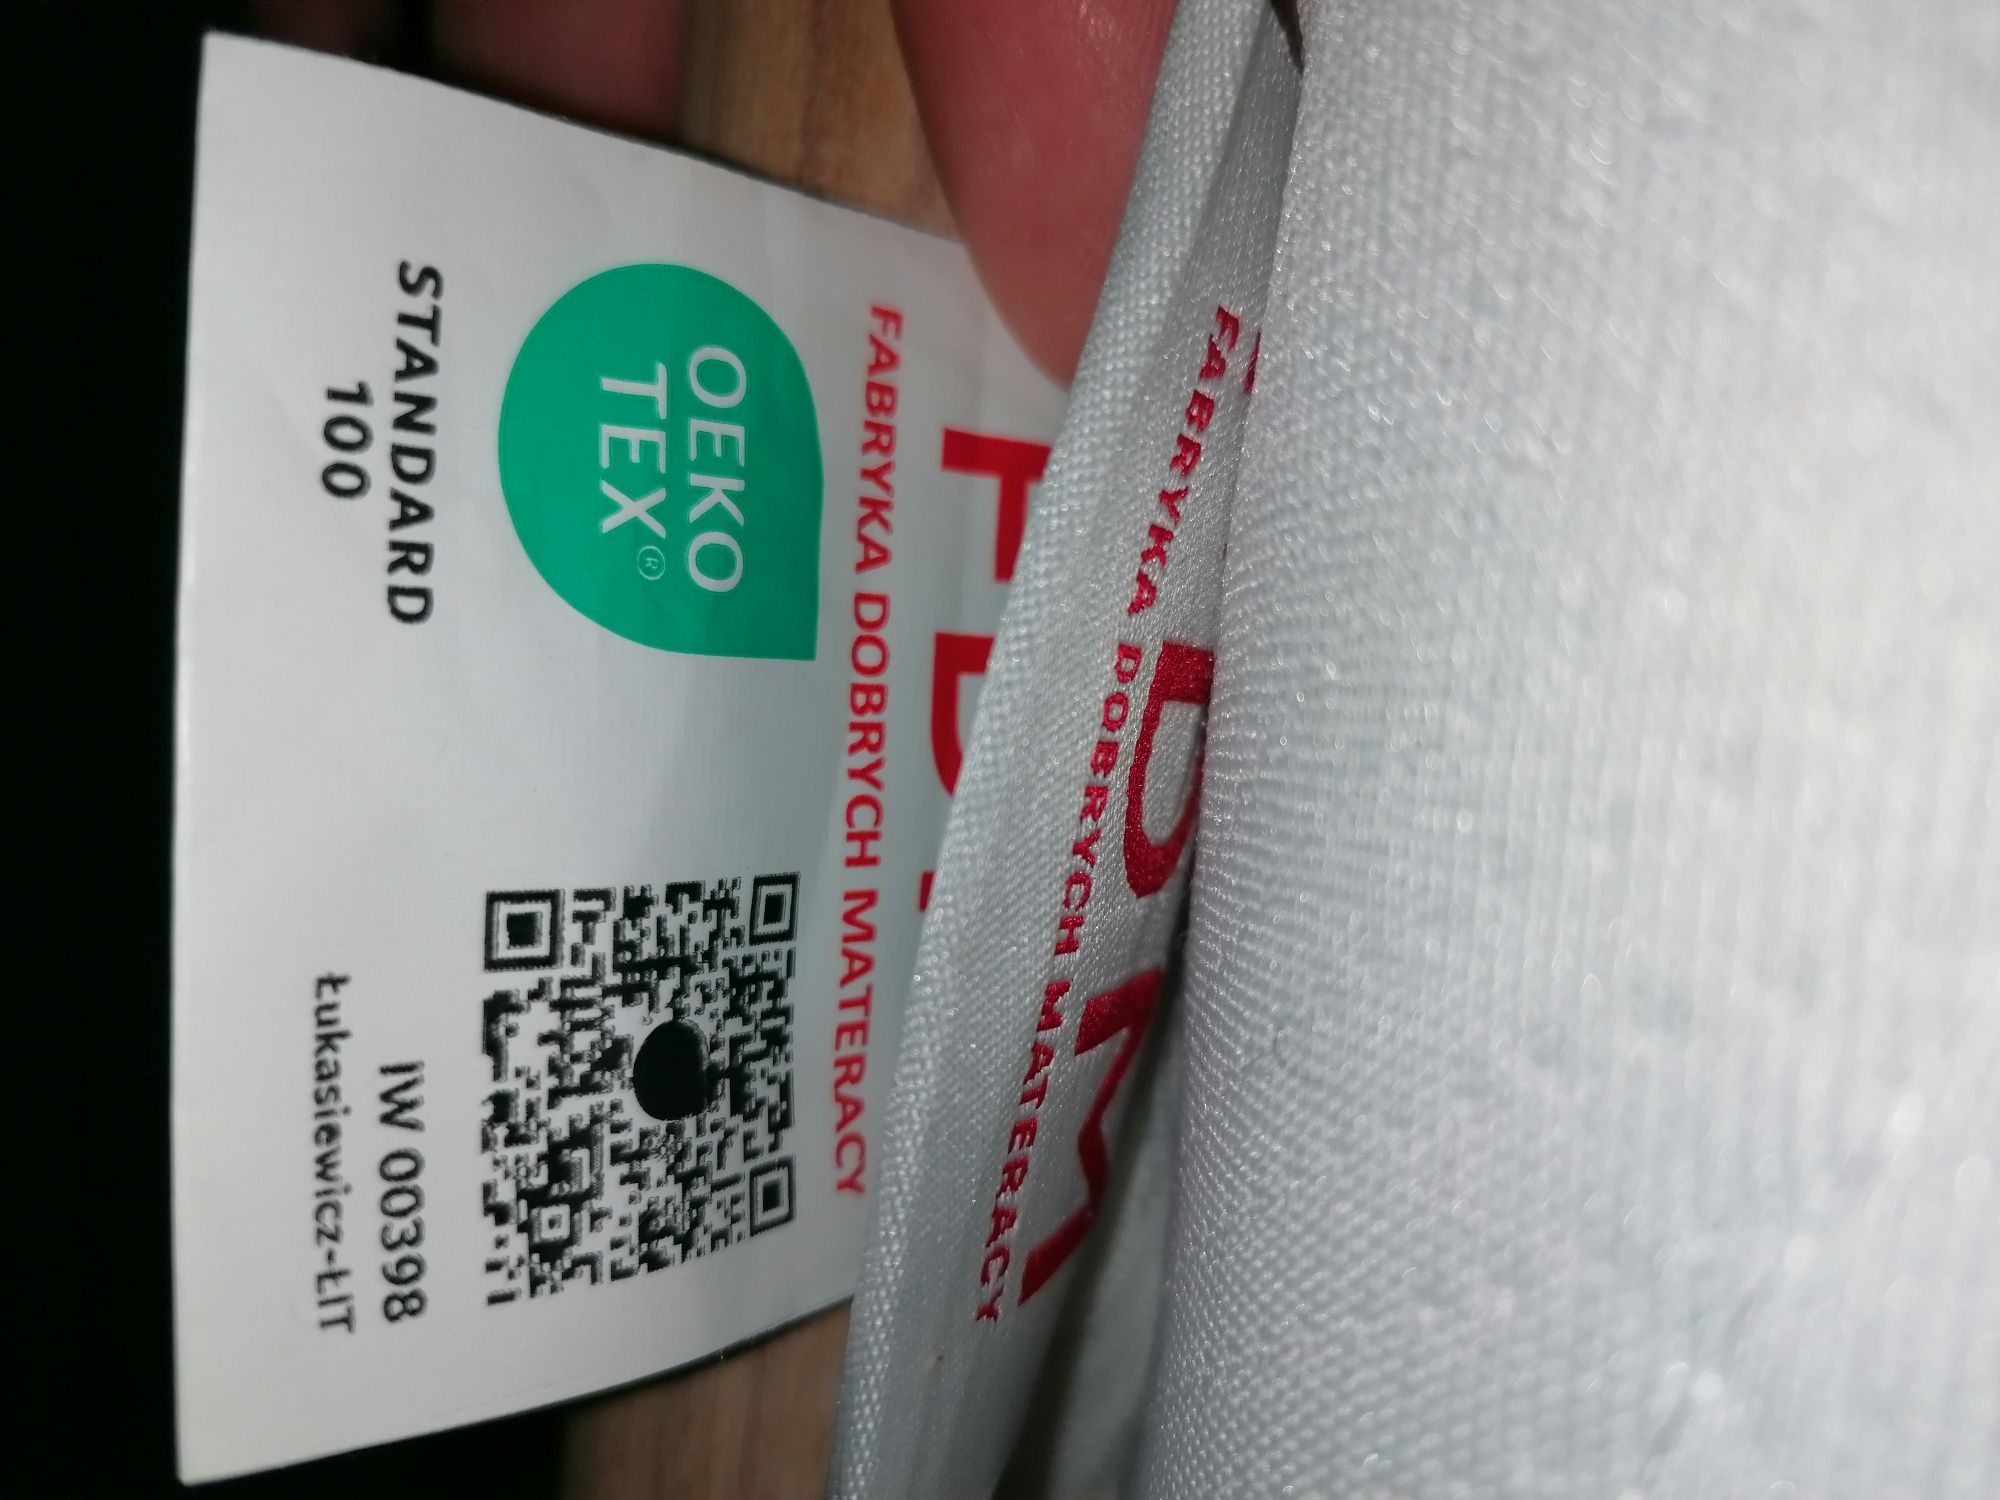 FABRYKA DOBRYCH MATERACY
FABRYKA DOBRYCH MATERACY
OEKO
TEX®
STANDARD
100
IW 00398
Łukasiewicz-ŁIT